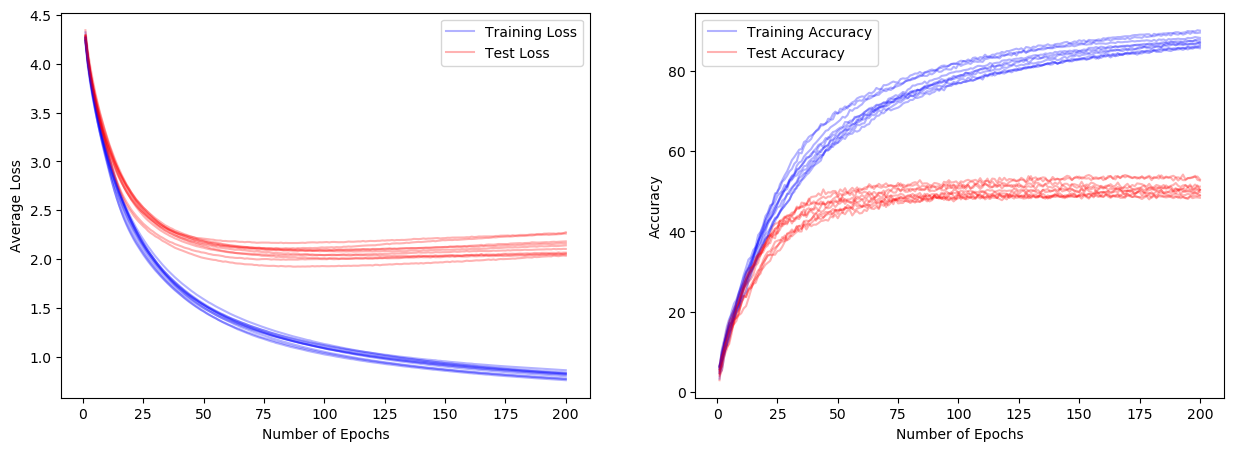 4.5
4.0
3.5
3.0
2.5
2.0
1.5
1.0
Average Loss
0 25 50 75 100 125 150 175 200
Number of Epochs
Training Loss
Test Loss
80
60
40
20
0
Accuracy
0 25 50 75 100 125 150 175 200
Number of Epochs
Training Accuracy
Test Accuracy